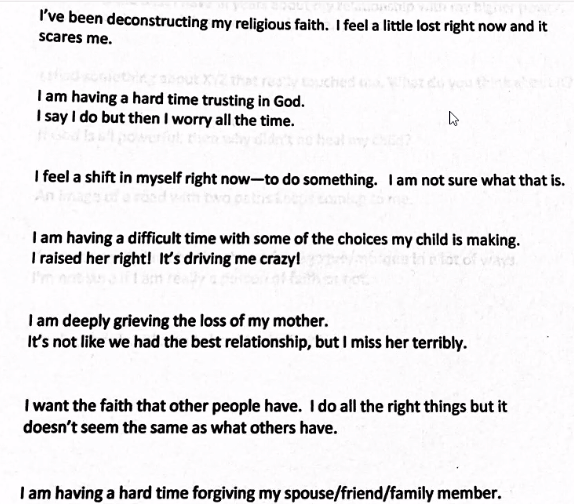 I've been deconstructing my religious faith.  I feel a little lost right now and it
scares me.
I am having a hard time trusting in God.
I say I do but then I worry all the time.
I feel a shift in myself right now—to do something.  I am not sure what that is.
I am having a difficult time with some of the choices my child is making.
I raised her right!  It's driving me crazy!
I am deeply grieving the loss of my mother.
It's not like we had the best relationship, but I miss her terribly.
I want the faith that other people have.  I do all the right things but it
doesn't seem the same as what others have.
I am having a hard time forgiving my spouse/friend/family member.